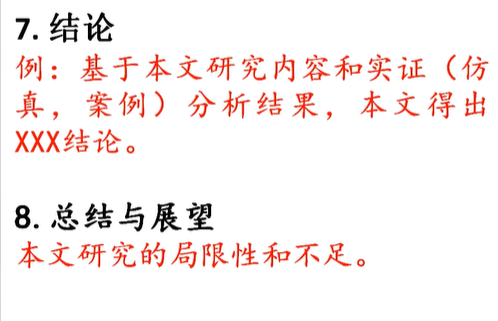 7. 结论
例：基于本文研究内容和实证（仿
真，案例）分析结果，本文得出
XXX结论。
8. 总结与展望
本文研究的局限性和不足。